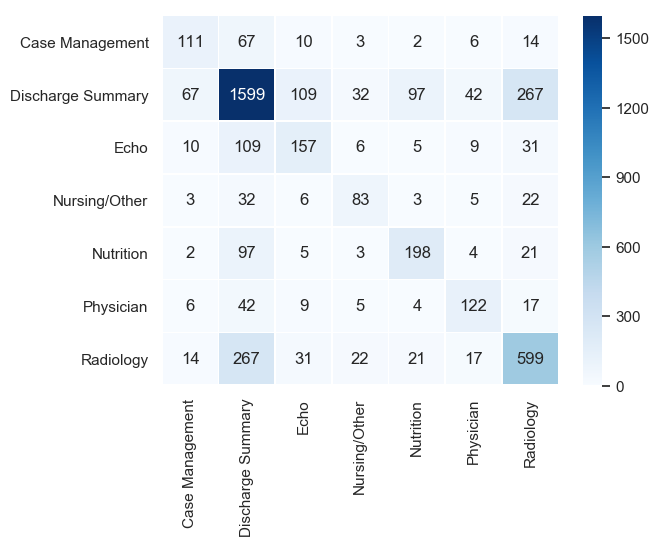 Case Management 111 67 10 3 2 6 14
Discharge Summary 67 1599 109 32 97 42 267
Echo 10 109 157 6 5 9 31
Nursing/Other 3 32 6 83 3 5 22
Nutrition 2 97 5 3 198 4 21
Physician 6 42 9 5 4 122 17
Radiology 14 267 31 22 21 17 599
Case Management
Discharge Summary
Echo
Nursing/Other
Nutrition
Physician
Radiology
1500
1200
900
600
300
0